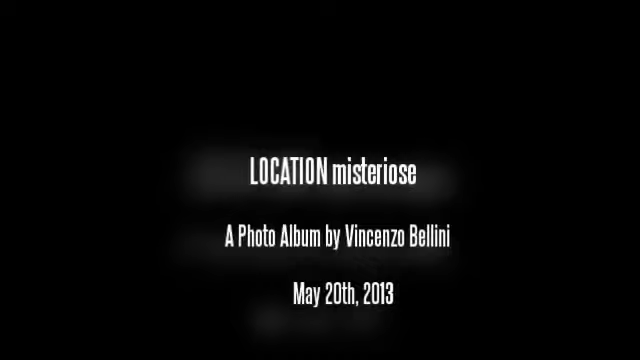 LOCATION misteriose
A Photo Album by Vincenzo Bellini
May 20th, 2013